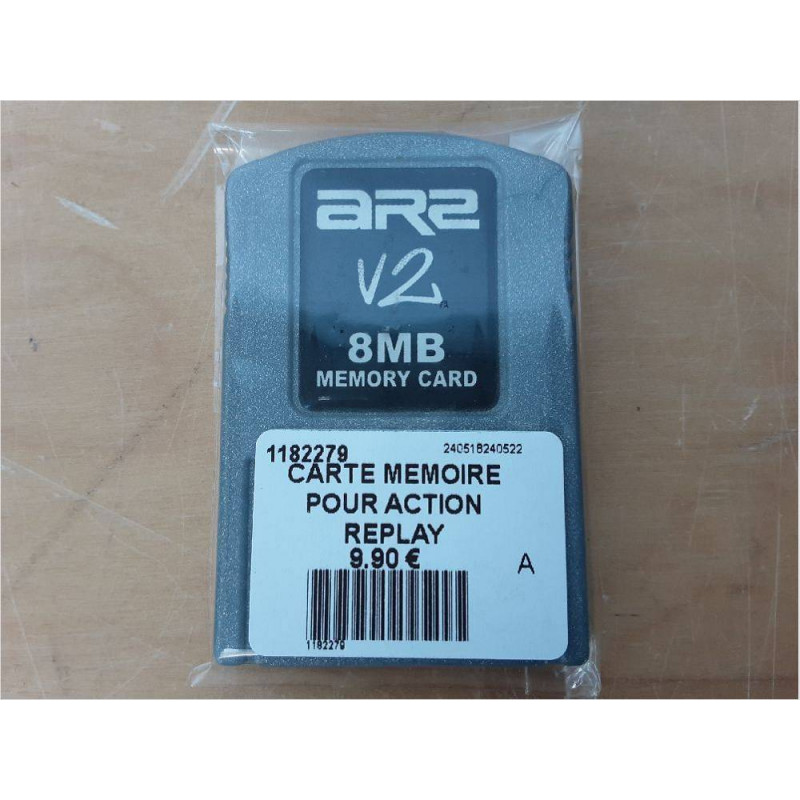 aR2
V2
8MB
MEMORY CARD
1182279 240518240522
CARTE MEMOIRE
POUR ACTION
REPLAY
9.90 €
A
1182279